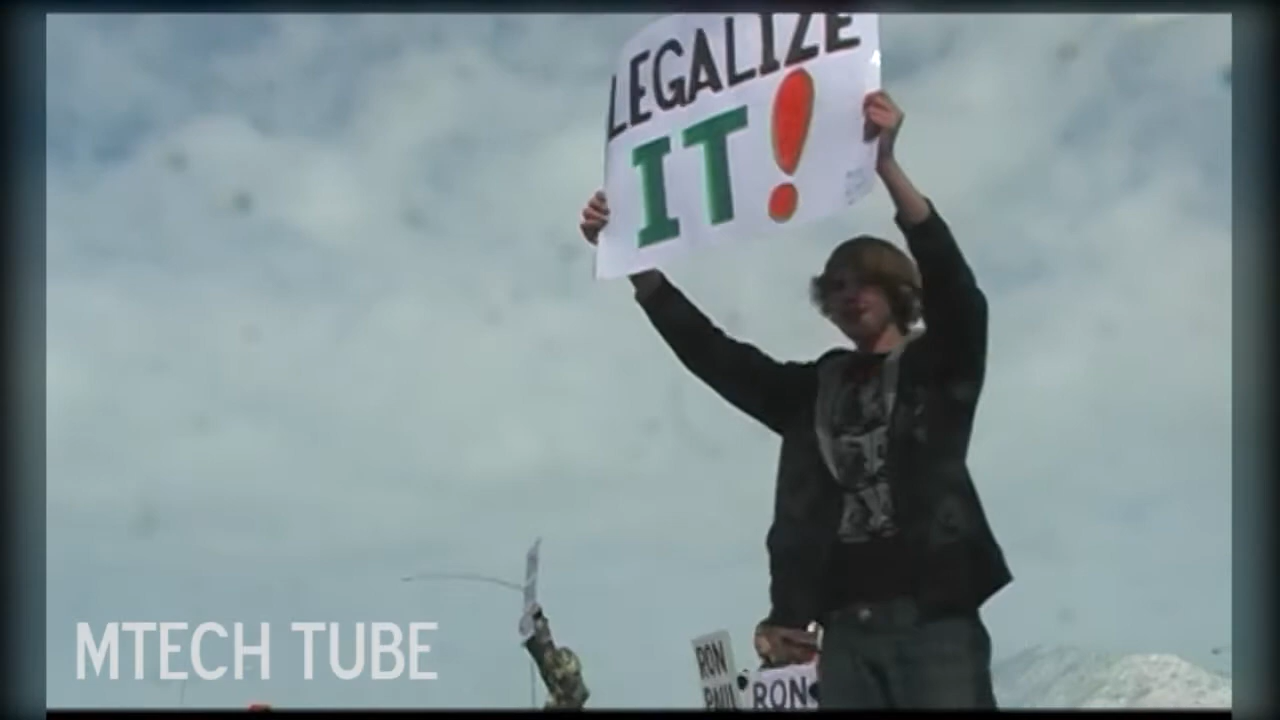 LEGALIZE
IT!
RON
PAUL
RON
MTECH TUBE